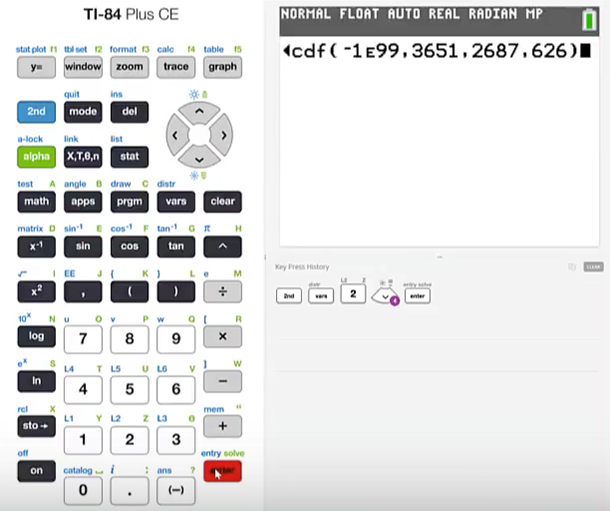 TI-84 Plus CE
stat plot f1 tbl set f2 format f3 calc f4 table f5
y= window zoom trace graph
quit ins
2nd mode del
a-lock link list
alpha X,T,θ,n stat
test A angle B draw C distr
math apps prgm vars clear
matrix D sin⁻¹ E cos⁻¹ F tan⁻¹ G π H
x⁻¹ sin cos tan ^
√‾ I EE J { K } L e M
x² , ( ) ÷
10ˣ N u O v P w Q [ R
log 7 8 9 ×
eˣ S L4 T L5 U L6 V ] W
ln 4 5 6 −
rcl X L1 Y L2 Z L3 θ mem "
sto→ 1 2 3 +
off catalog i : ans ? entry solve
on 0 . (−) enter
NORMAL FLOAT AUTO REAL RADIAN MP
cdf(-1E99,3651,2687,626)
Key Press History
CLEAR
distr L2 Z entry solve
2nd vars 2 4 enter